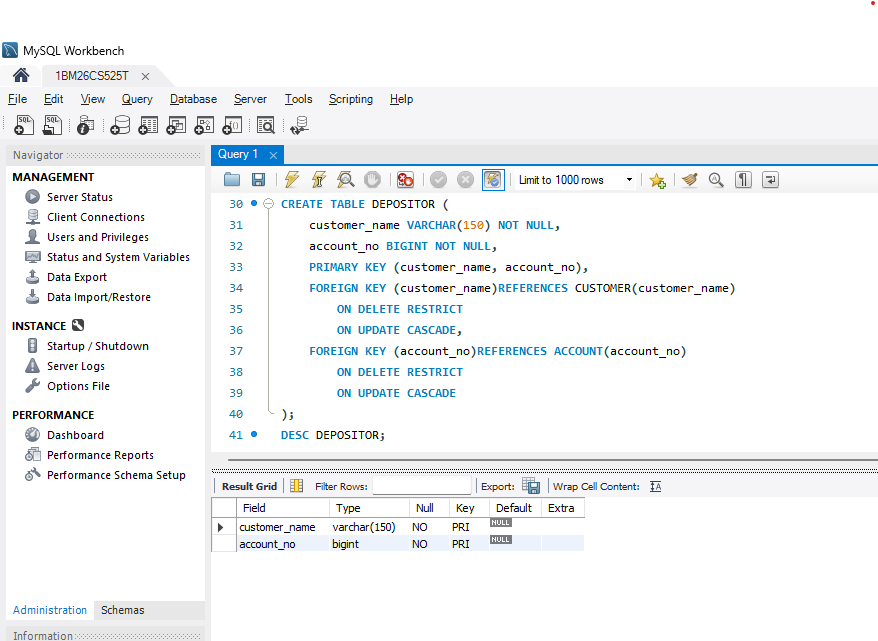 MySQL Workbench
1BM26CS525T
File Edit View Query Database Server Tools Scripting Help
Navigator
MANAGEMENT
Server Status
Client Connections
Users and Privileges
Status and System Variables
Data Export
Data Import/Restore
INSTANCE
Startup / Shutdown
Server Logs
Options File
PERFORMANCE
Dashboard
Performance Reports
Performance Schema Setup
Administration Schemas
Information
Query 1
Limit to 1000 rows
30 CREATE TABLE DEPOSITOR (
31 customer_name VARCHAR(150) NOT NULL,
32 account_no BIGINT NOT NULL,
33 PRIMARY KEY (customer_name, account_no),
34 FOREIGN KEY (customer_name)REFERENCES CUSTOMER(customer_name)
35 ON DELETE RESTRICT
36 ON UPDATE CASCADE,
37 FOREIGN KEY (account_no)REFERENCES ACCOUNT(account_no)
38 ON DELETE RESTRICT
39 ON UPDATE CASCADE
40 );
41 DESC DEPOSITOR;
Result Grid Filter Rows: Export: Wrap Cell Content:
Field Type Null Key Default Extra
customer_name varchar(150) NO PRI NULL
account_no bigint NO PRI NULL